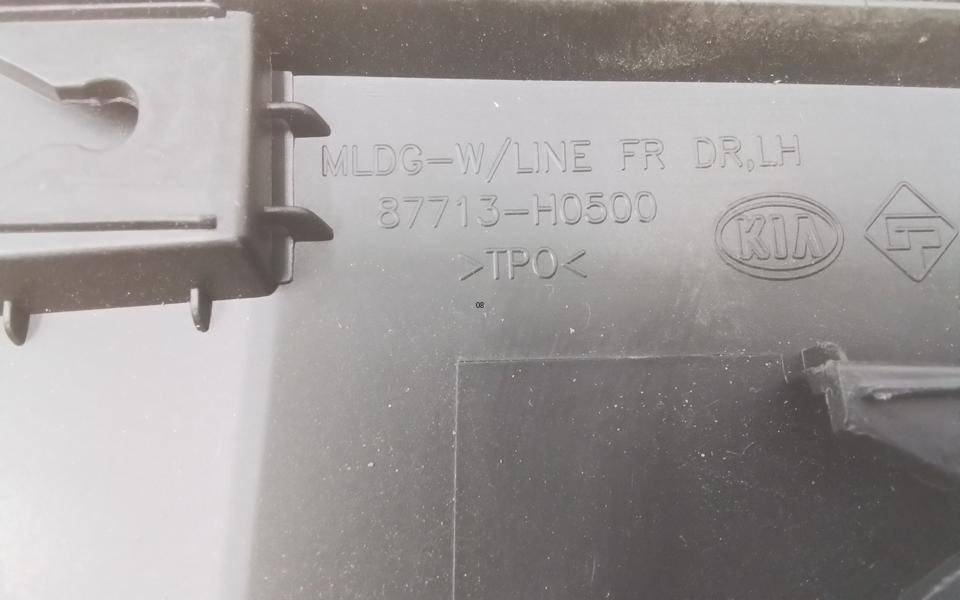 MLDG-W/LINE FR DR,LH
87713-H0500
KIA
>TPO<
08